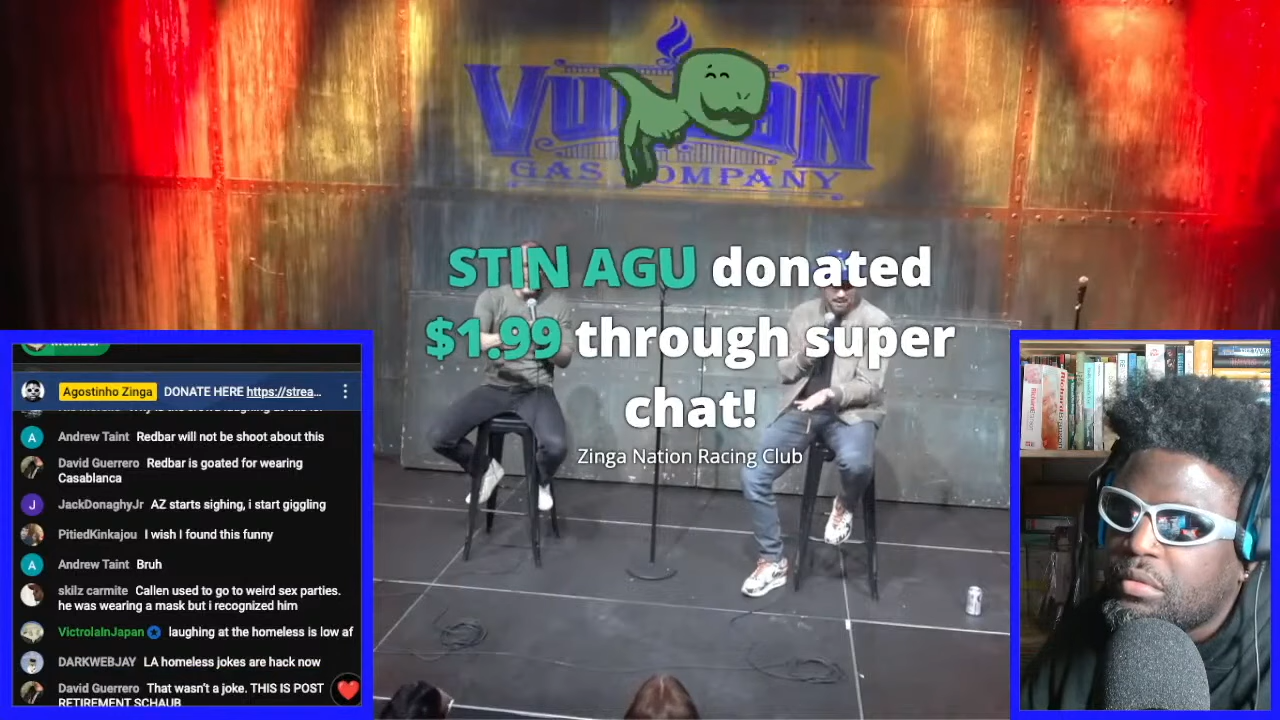 VU AN
GAS COMPANY
STIN AGU donated
$1.99 through super
chat!
Zinga Nation Racing Club
Agostinho Zinga DONATE HERE https://strea...
Andrew Taint Redbar will not be shoot about this
David Guerrero Redbar is goated for wearing
Casablanca
JackDonaghyJr AZ starts sighing, i start giggling
PitiedKinkajou I wish I found this funny
Andrew Taint Bruh
skilz carmite Callen used to go to weird sex parties.
he was wearing a mask but i recognized him
VictrolaInJapan laughing at the homeless is low af
DARKWEBJAY LA homeless jokes are hack now
David Guerrero That wasn't a joke. THIS IS POST
RETIREMENT SCHAUB